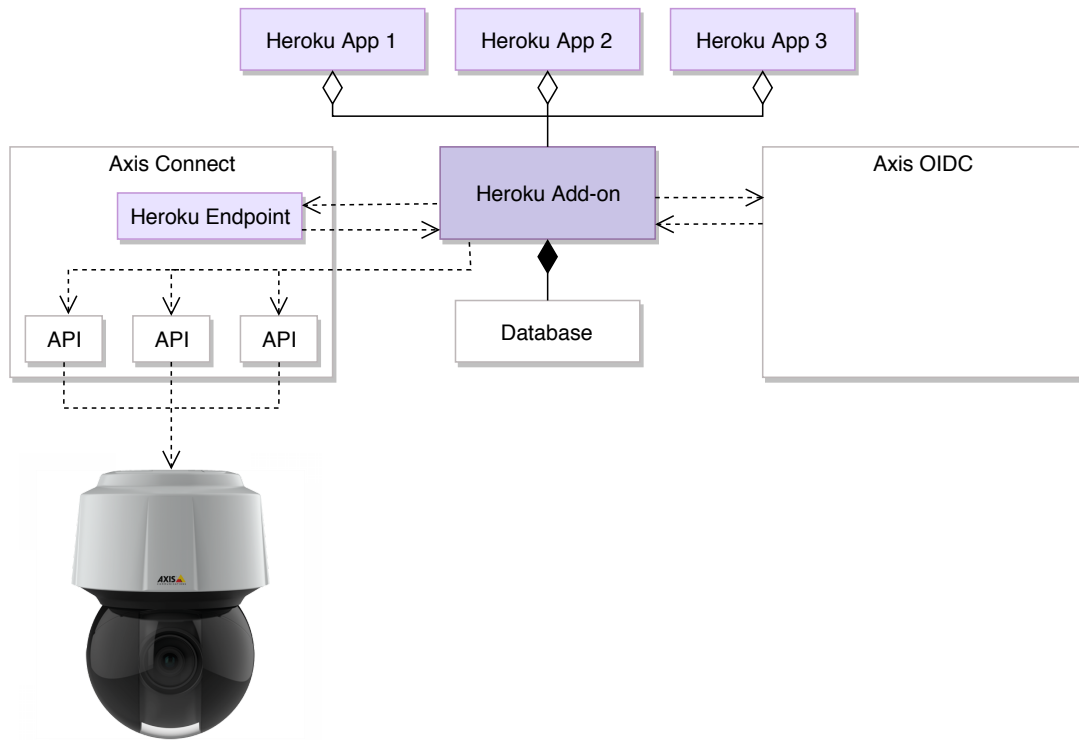 Heroku App 1
Heroku App 2
Heroku App 3
Axis Connect
Heroku Add-on
Axis OIDC
Heroku Endpoint
API
API
API
Database
AXIS